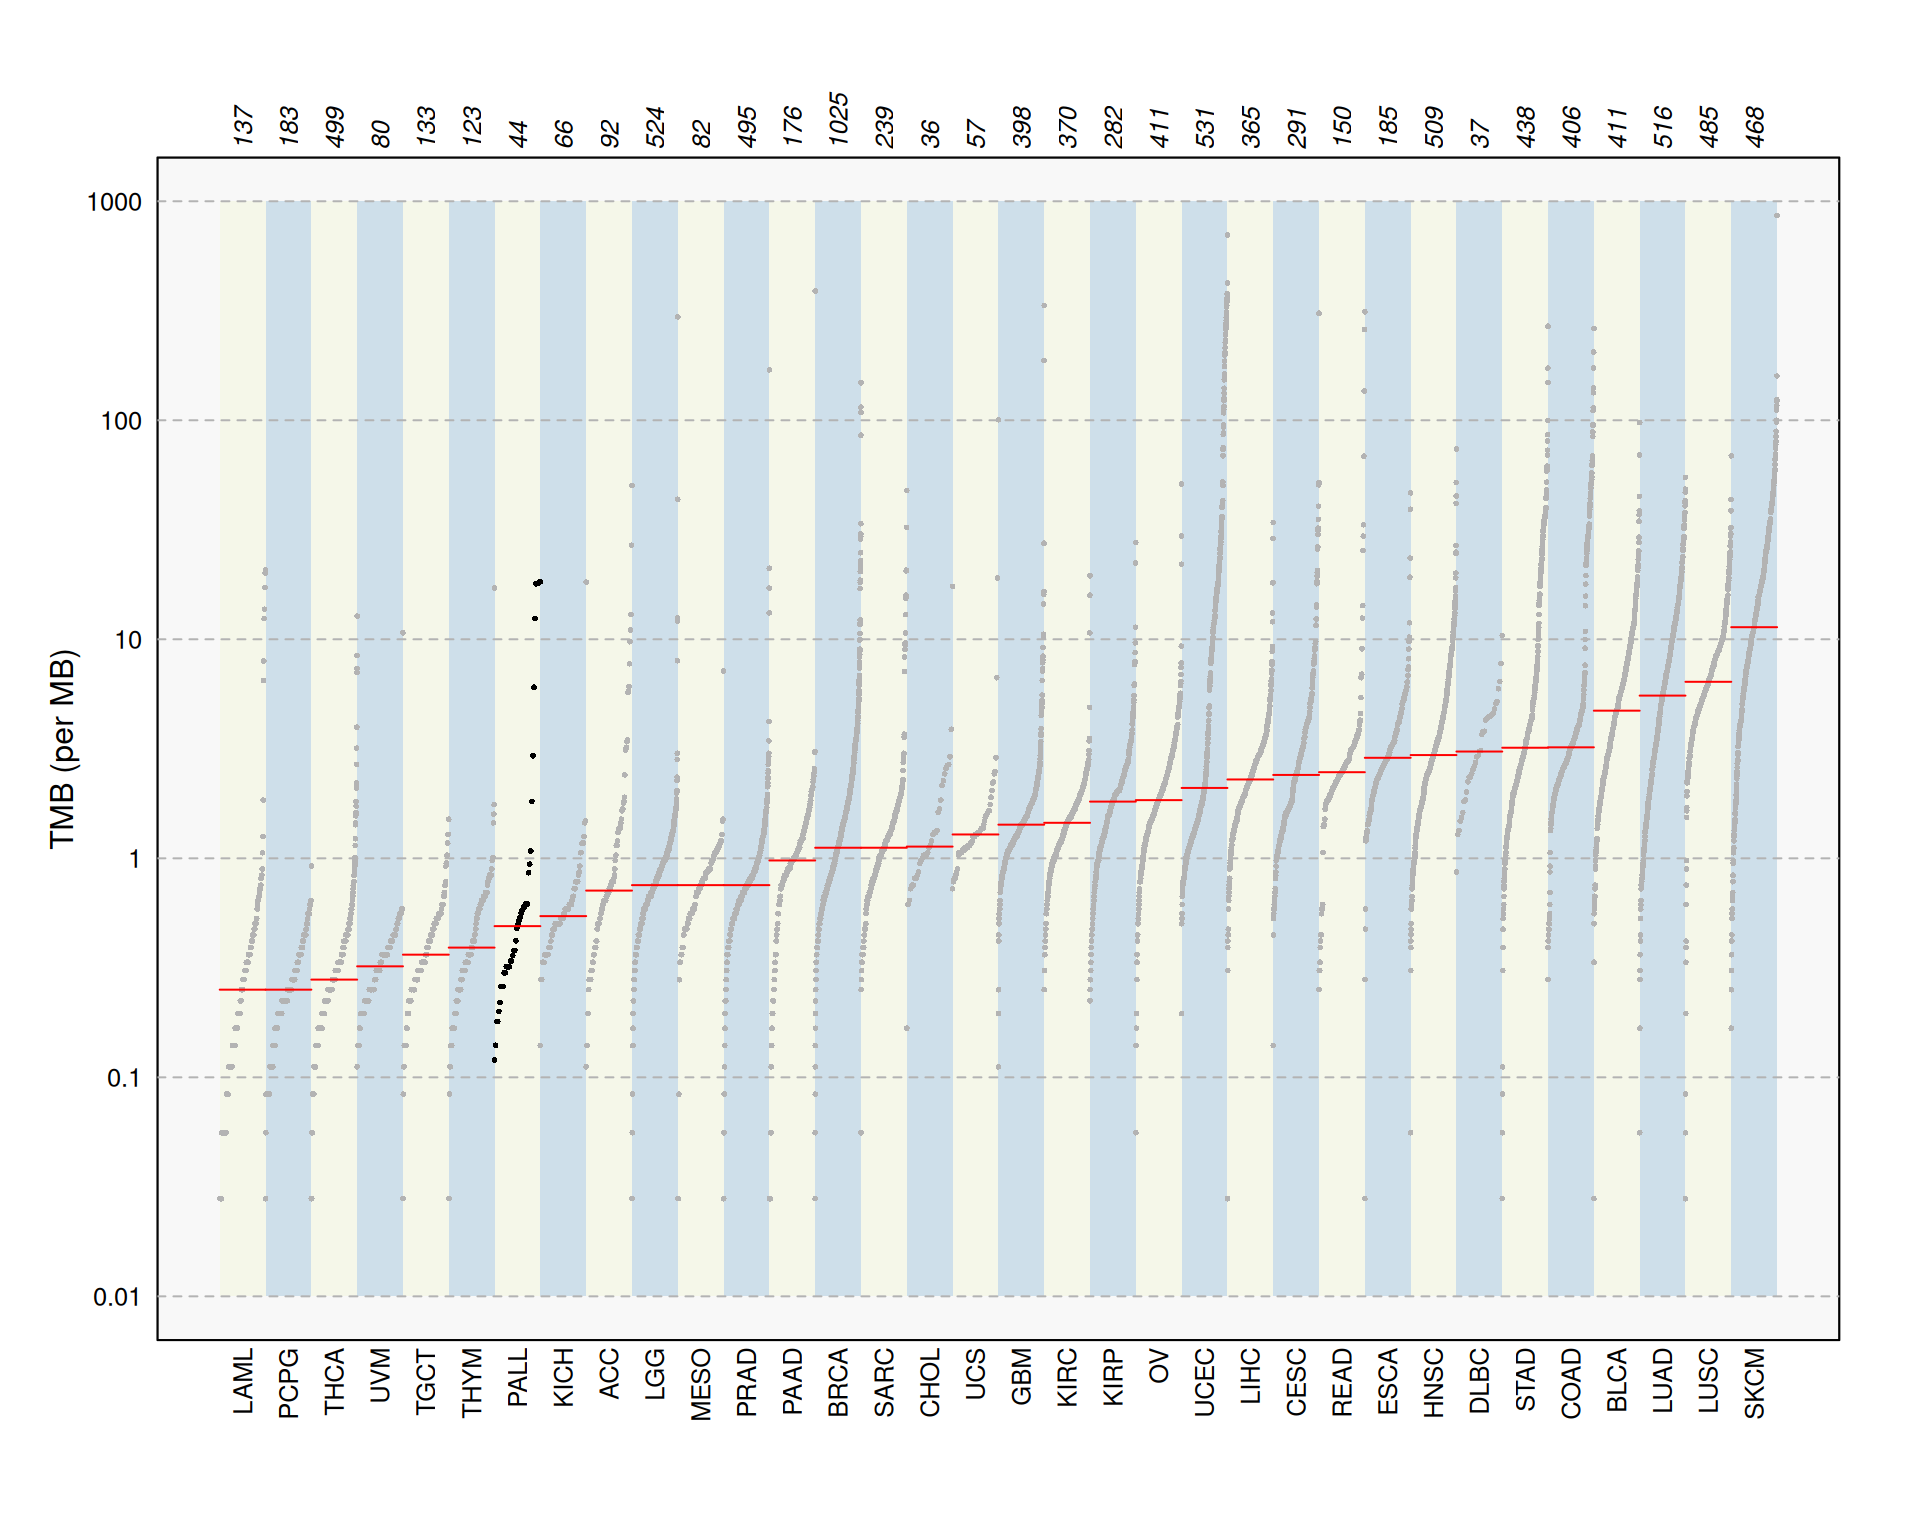 137 183 499 80 133 123 44 66 92 524 82 495 176 1025 239 36 57 398 370 282 411 531 365 291 150 185 509 37 438 406 411 516 485 468
1000
100
10
1
0.1
0.01
TMB (per MB)
LAML PCPG THCA UVM TGCT THYM PALL KICH ACC LGG MESO PRAD PAAD BRCA SARC CHOL UCS GBM KIRC KIRP OV UCEC LIHC CESC READ ESCA HNSC DLBC STAD COAD BLCA LUAD LUSC SKCM